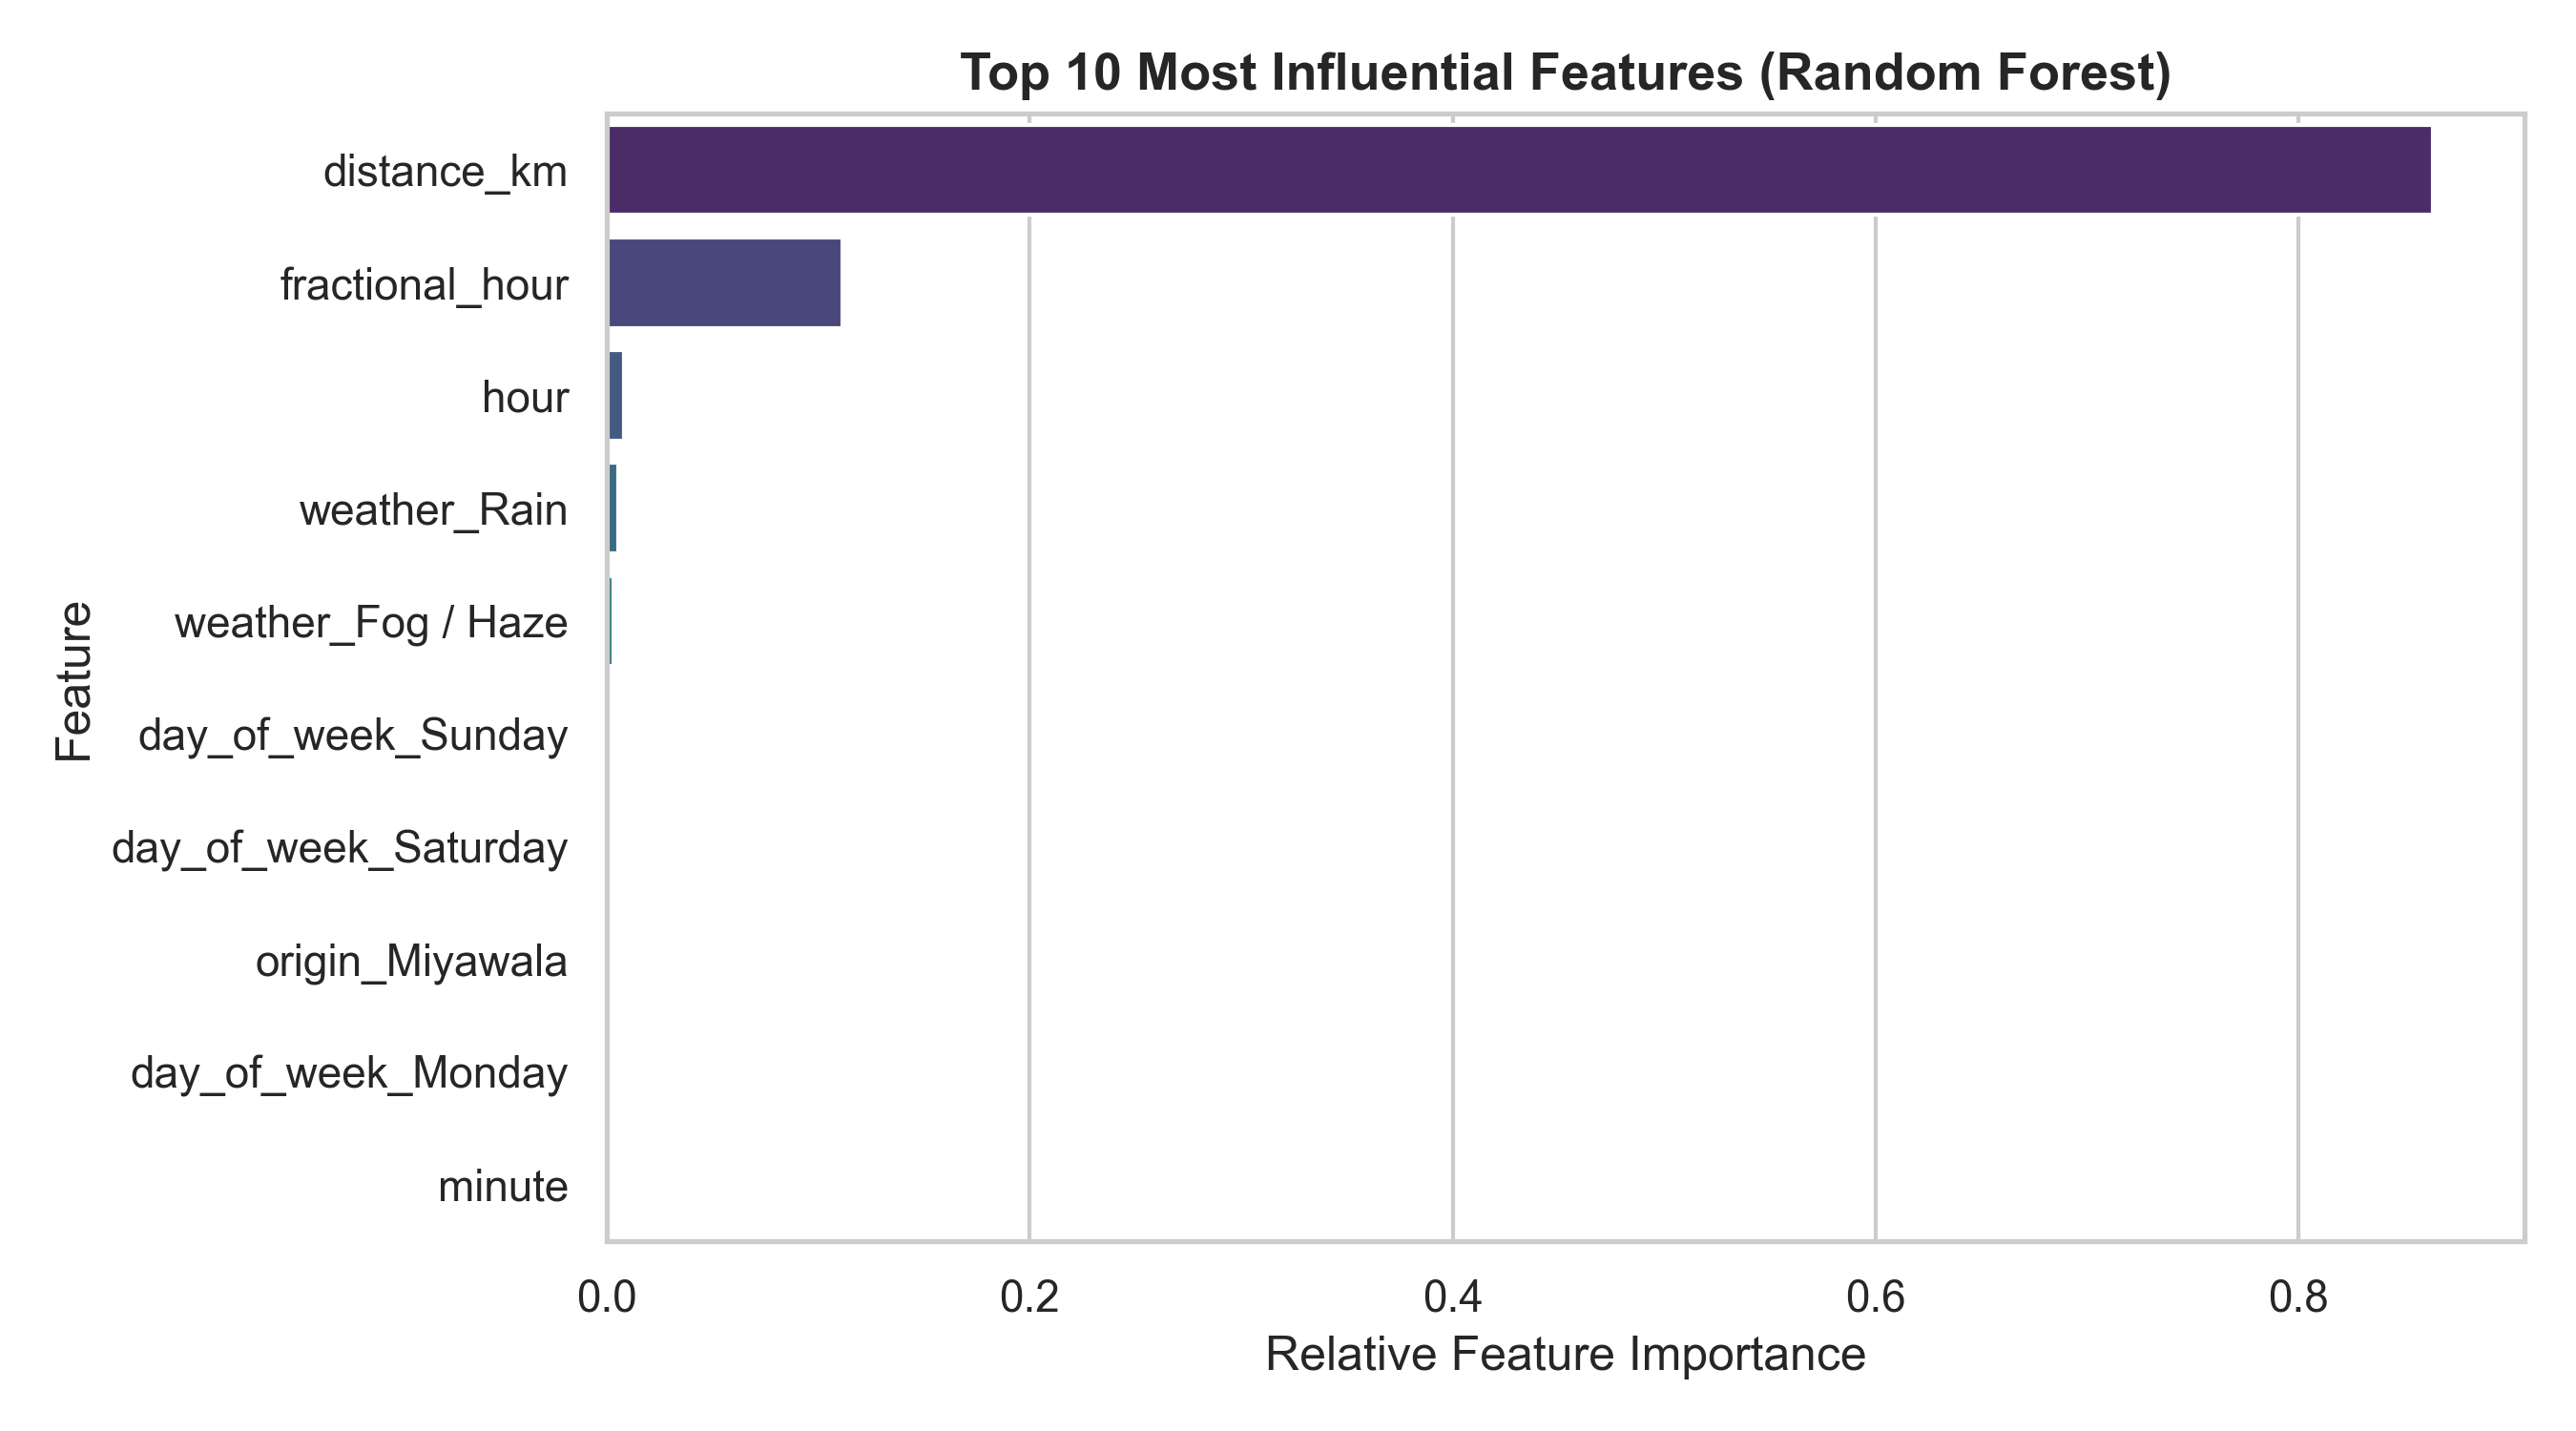 Top 10 Most Influential Features (Random Forest)
distance_km
fractional_hour
hour
weather_Rain
weather_Fog / Haze
day_of_week_Sunday
day_of_week_Saturday
origin_Miyawala
day_of_week_Monday
minute
Feature
0.0 0.2 0.4 0.6 0.8
Relative Feature Importance